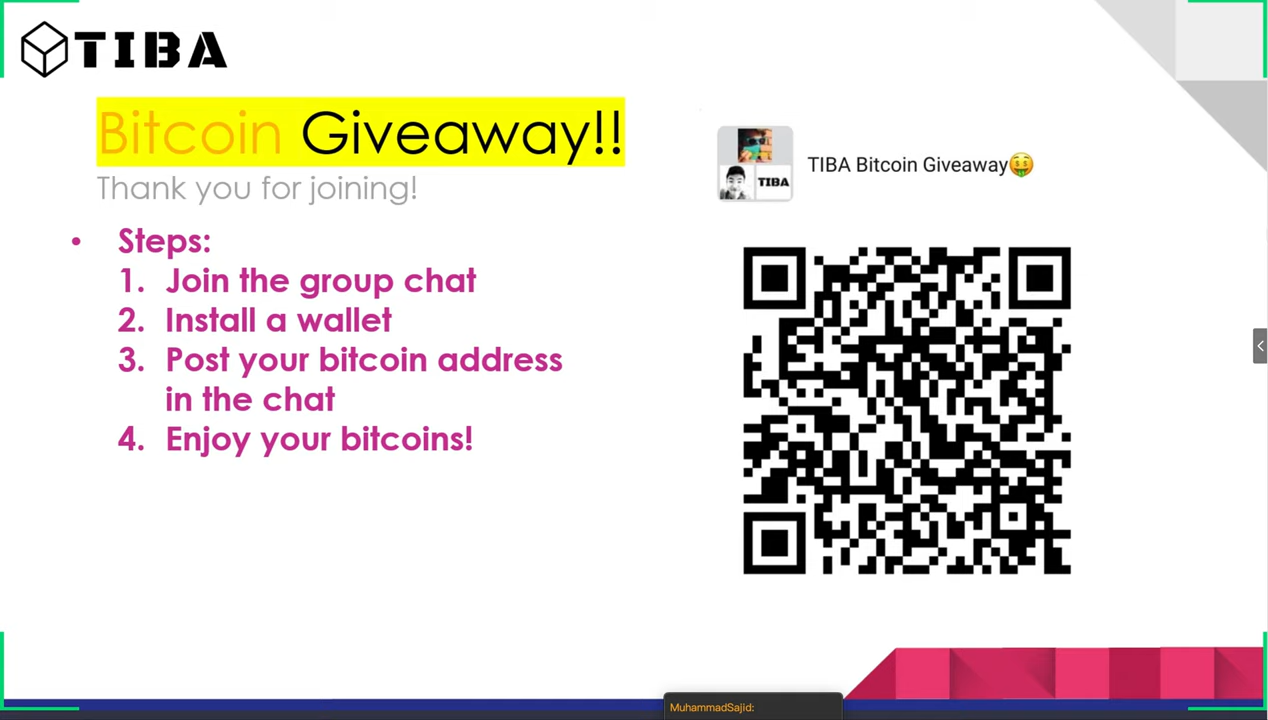 TIBA
Bitcoin Giveaway!!
Thank you for joining!
• Steps:
1. Join the group chat
2. Install a wallet
3. Post your bitcoin address
in the chat
4. Enjoy your bitcoins!
TIBA
TIBA Bitcoin Giveaway🤑
MuhammadSajid: